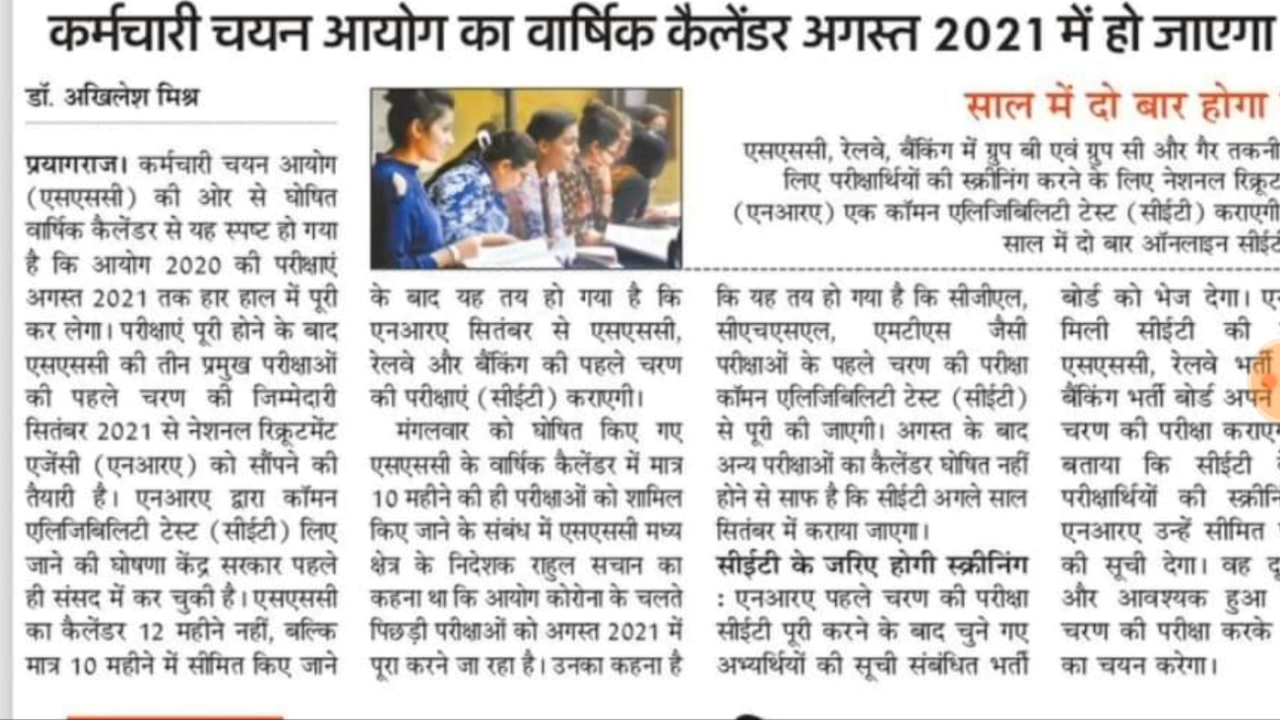 कर्मचारी चयन आयोग का वार्षिक कैलेंडर अगस्त 2021 में हो जाएगा
डॉ. अखिलेश मिश्र
प्रयागराज। कर्मचारी चयन आयोग
(एसएससी) की ओर से घोषित
वार्षिक कैलेंडर से यह स्पष्ट हो गया
है कि आयोग 2020 की परीक्षाएं
अगस्त 2021 तक हार हाल में पूरी
कर लेगा। परीक्षाएं पूरी होने के बाद
एसएससी की तीन प्रमुख परीक्षाओं
की पहले चरण की जिम्मेदारी
सितंबर 2021 से नेशनल रिक्रूटमेंट
एजेंसी (एनआरए) को सौंपने की
तैयारी है। एनआरए द्वारा कॉमन
एलिजिबिलिटी टेस्ट (सीईटी) लिए
जाने की घोषणा केंद्र सरकार पहले
ही संसद में कर चुकी है। एसएससी
का कैलेंडर 12 महीने नहीं, बल्कि
मात्र 10 महीने में सीमित किए जाने
के बाद यह तय हो गया है कि
एनआरए सितंबर से एसएससी,
रेलवे और बैंकिंग की पहले चरण
की परीक्षाएं (सीईटी) कराएगी।
मंगलवार को घोषित किए गए
एसएससी के वार्षिक कैलेंडर में मात्र
10 महीने की ही परीक्षाओं को शामिल
किए जाने के संबंध में एसएससी मध्य
क्षेत्र के निदेशक राहुल सचान का
कहना था कि आयोग कोरोना के चलते
पिछड़ी परीक्षाओं को अगस्त 2021 में
पूरा करने जा रहा है। उनका कहना है
साल में दो बार होगा
एसएससी, रेलवे, बैंकिंग में ग्रुप बी एवं ग्रुप सी और गैर तकनी
लिए परीक्षार्थियों की स्क्रीनिंग करने के लिए नेशनल रिक्रूट
(एनआरए) एक कॉमन एलिजिबिलिटी टेस्ट (सीईटी) कराएगी
साल में दो बार ऑनलाइन सीईट
कि यह तय हो गया है कि सीजीएल,
सीएचएसएल, एमटीएस जैसी
परीक्षाओं के पहले चरण की परीक्षा
कॉमन एलिजिबिलिटी टेस्ट (सीईटी)
से पूरी की जाएगी। अगस्त के बाद
अन्य परीक्षाओं का कैलेंडर घोषित नहीं
होने से साफ है कि सीईटी अगले साल
सितंबर में कराया जाएगा।
सीईटी के जरिए होगी स्क्रीनिंग
: एनआरए पहले चरण की परीक्षा
सीईटी पूरी करने के बाद चुने गए
अभ्यर्थियों की सूची संबंधित भर्ती
बोर्ड को भेज देगा।
मिली सीईटी की
एसएससी, रेलवे भर्ती
बैंकिंग भर्ती बोर्ड अपने
चरण की परीक्षा
बताया कि सीईटी
परीक्षार्थियों की
एनआरए उन्हें सीमित
की सूची देगा। वह
और आवश्यक हुआ
चरण की परीक्षा करके
का चयन करेगा।